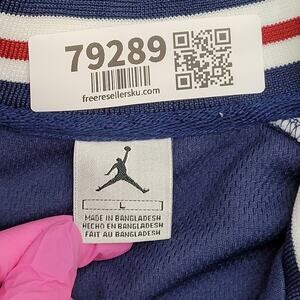 79289
freeresellersku.com
L
MADE IN BANGLADESH
HECHO EN BANGLADESH
FAIT AU BANGLADESH